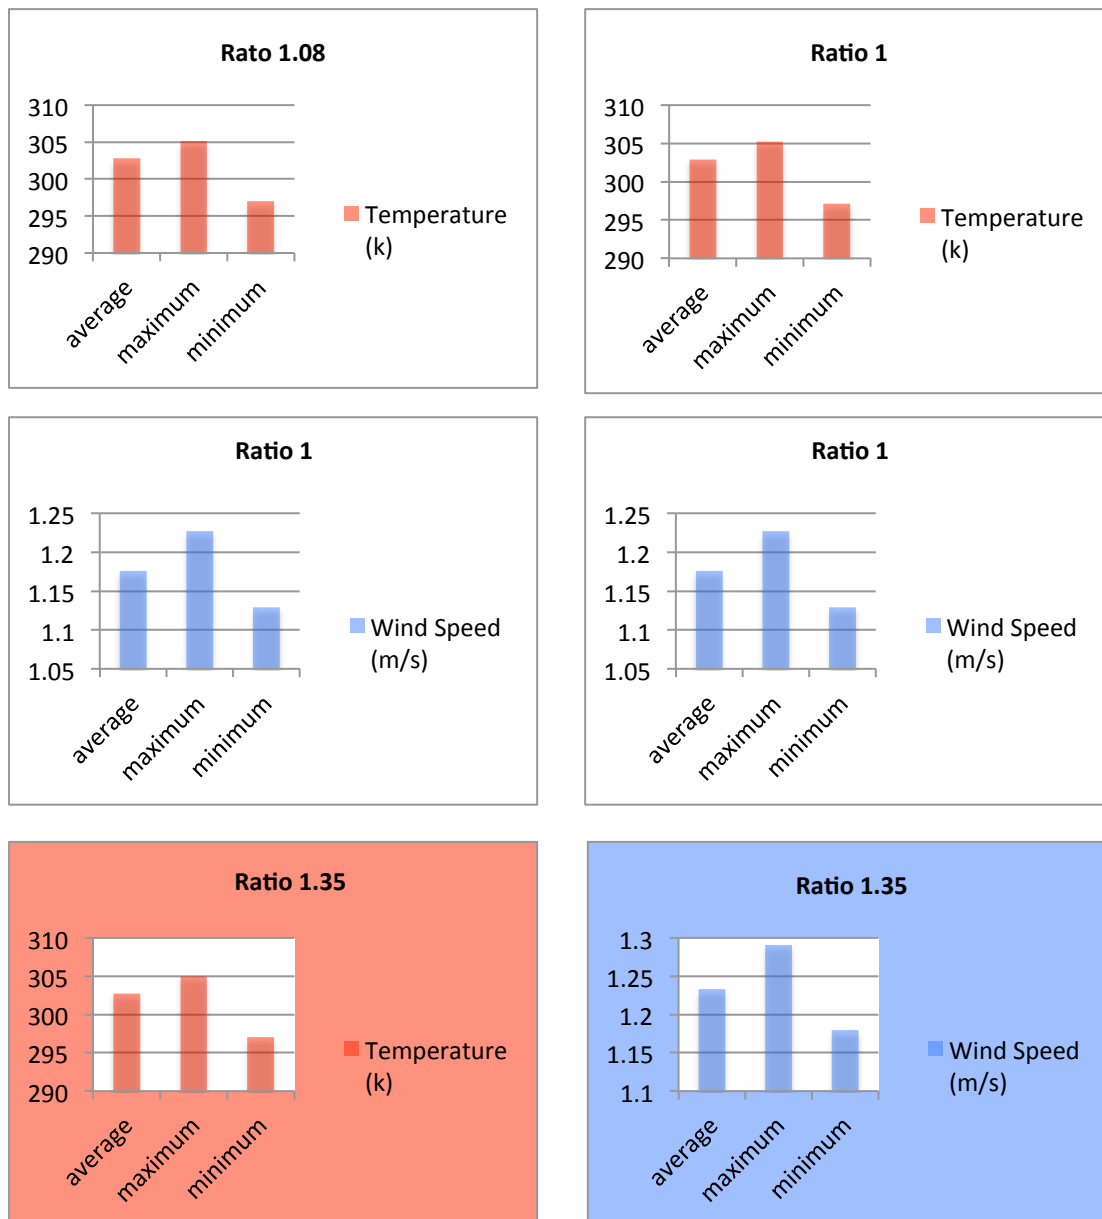 Rato 1.08
310
305
300
295
290
average
maximum
minimum
Temperature
(k)
Ratio 1
310
305
300
295
290
average
maximum
minimum
Temperature
(k)
Ratio 1
1.25
1.2
1.15
1.1
1.05
average
maximum
minimum
Wind Speed
(m/s)
Ratio 1
1.25
1.2
1.15
1.1
1.05
average
maximum
minimum
Wind Speed
(m/s)
Ratio 1.35
310
305
300
295
290
average
maximum
minimum
Temperature
(k)
Ratio 1.35
1.3
1.25
1.2
1.15
1.1
average
maximum
minimum
Wind Speed
(m/s)